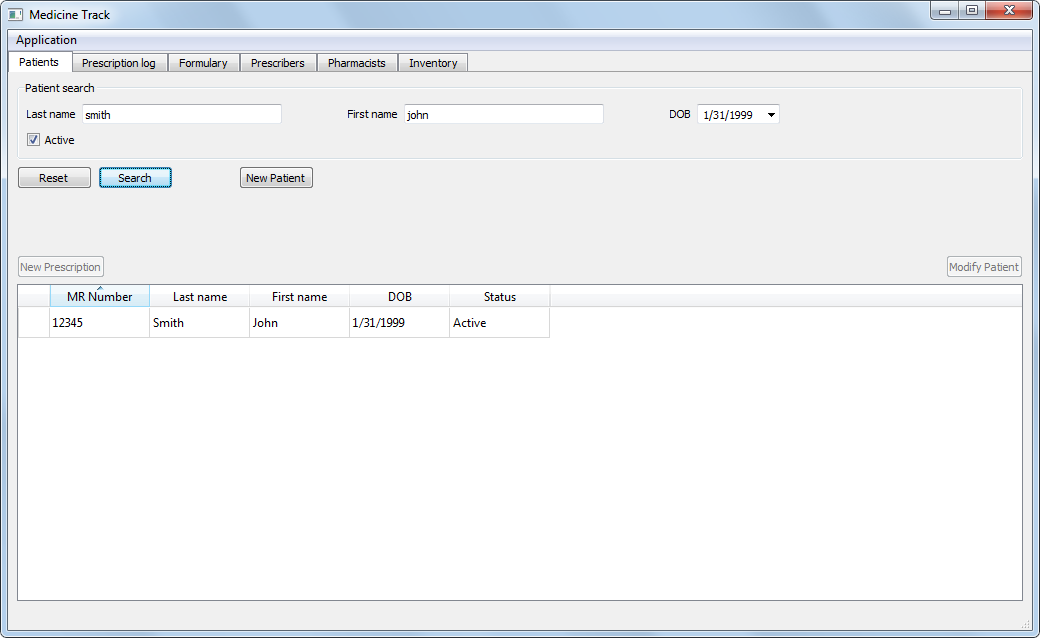 Medicine Track
Application
Patients Prescription log Formulary Prescribers Pharmacists Inventory
Patient search
Last name smith First name john DOB 1/31/1999
Active
Reset Search New Patient
New Prescription Modify Patient
MR Number Last name First name DOB Status
12345 Smith John 1/31/1999 Active